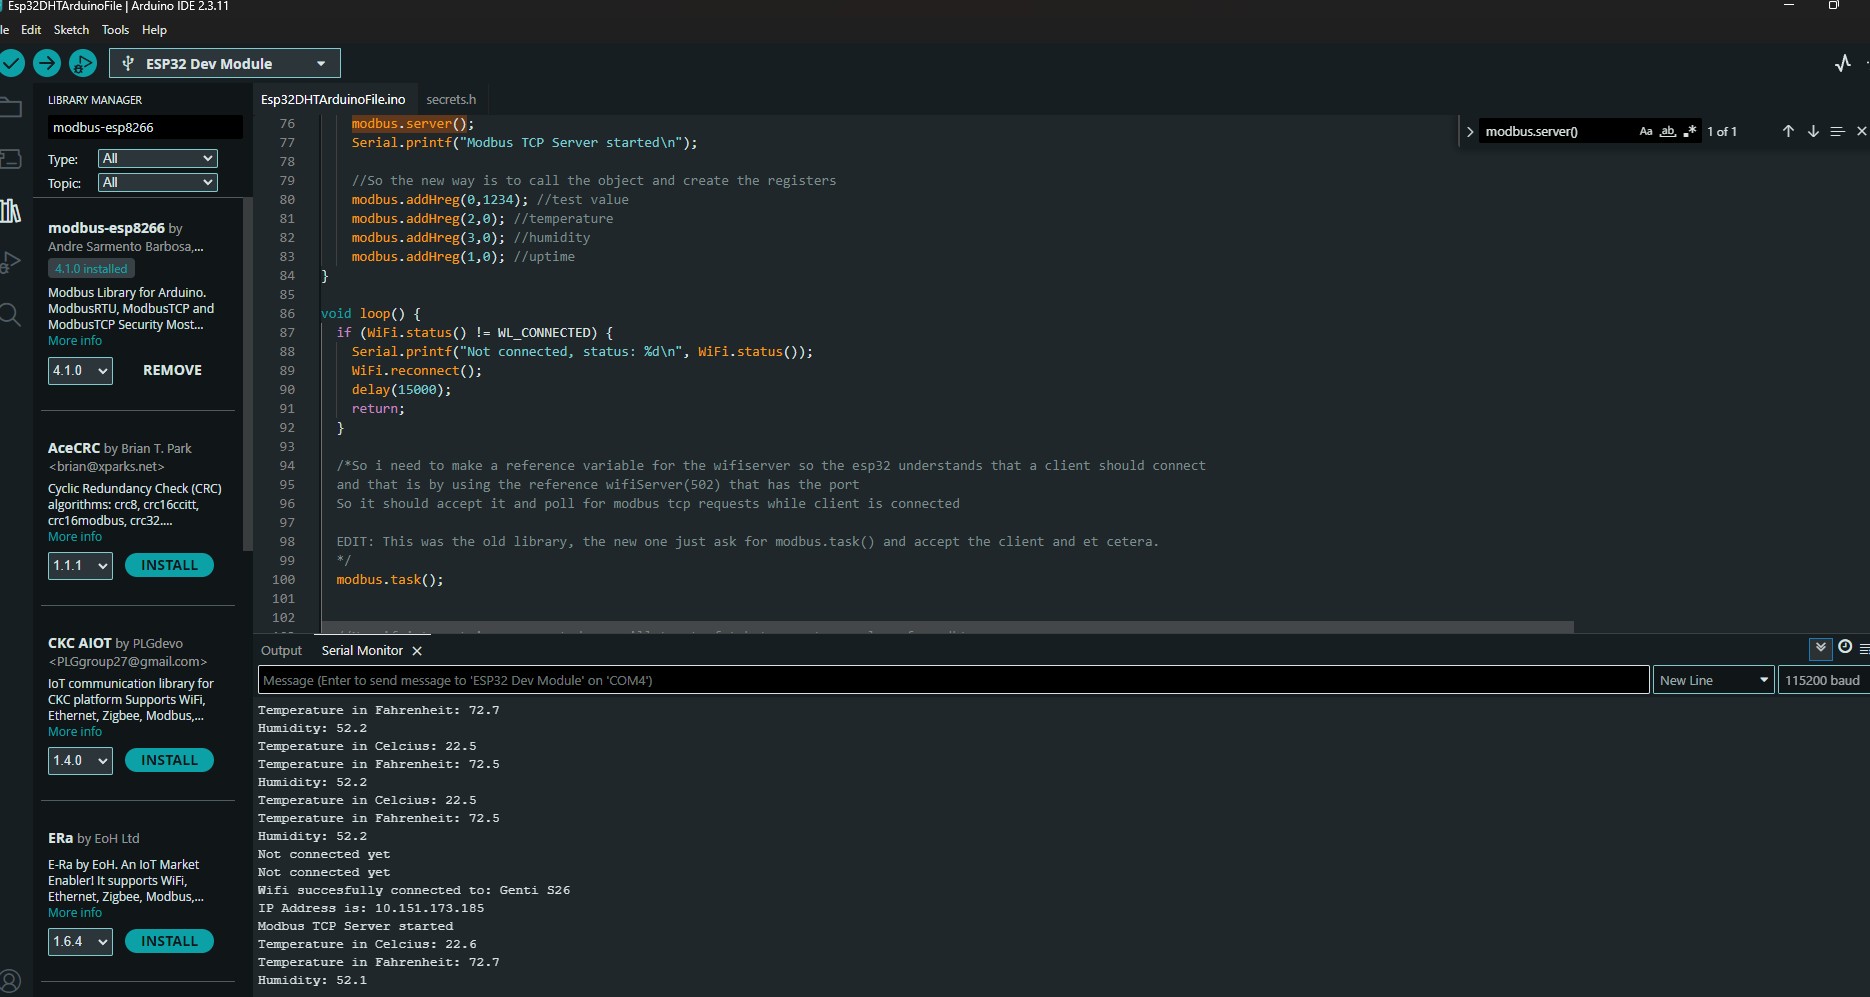 Esp32DHTArduinoFile | Arduino IDE 2.3.11
le Edit Sketch Tools Help
ESP32 Dev Module
LIBRARY MANAGER
modbus-esp8266
Type: All
Topic: All
modbus-esp8266 by
Andre Sarmento Barbosa,...
4.1.0 installed
Modbus Library for Arduino.
ModbusRTU, ModbusTCP and
ModbusTCP Security Most...
More info
4.1.0 REMOVE
AceCRC by Brian T. Park
<brian@xparks.net>
Cyclic Redundancy Check (CRC)
algorithms: crc8, crc16ccitt,
crc16modbus, crc32....
More info
1.1.1 INSTALL
CKC AIOT by PLGdevo
<PLGgroup27@gmail.com>
IoT communication library for
CKC platform Supports WiFi,
Ethernet, Zigbee, Modbus,...
More info
1.4.0 INSTALL
ERa by EoH Ltd
E-Ra by EoH. An IoT Market
Enabler! It supports WiFi,
Ethernet, Zigbee, Modbus,...
More info
1.6.4 INSTALL
Esp32DHTArduinoFile.ino secrets.h
modbus.server() Aa ab .* 1 of 1
76 modbus.server();
77 Serial.printf("Modbus TCP Server started\n");
78
79 //So the new way is to call the object and create the registers
80 modbus.addHreg(0,1234); //test value
81 modbus.addHreg(2,0); //temperature
82 modbus.addHreg(3,0); //humidity
83 modbus.addHreg(1,0); //uptime
84 }
85
86 void loop() {
87 if (WiFi.status() != WL_CONNECTED) {
88 Serial.printf("Not connected, status: %d\n", WiFi.status());
89 WiFi.reconnect();
90 delay(15000);
91 return;
92 }
93
94 /*So i need to make a reference variable for the wifiserver so the esp32 understands that a client should connect
95 and that is by using the reference wifiServer(502) that has the port
96 So it should accept it and poll for modbus tcp requests while client is connected
97
98 EDIT: This was the old library, the new one just ask for modbus.task() and accept the client and et cetera.
99 */
100 modbus.task();
101
102
Output Serial Monitor
Message (Enter to send message to 'ESP32 Dev Module' on 'COM4') New Line 115200 baud
Temperature in Fahrenheit: 72.7
Humidity: 52.2
Temperature in Celcius: 22.5
Temperature in Fahrenheit: 72.5
Humidity: 52.2
Temperature in Celcius: 22.5
Temperature in Fahrenheit: 72.5
Humidity: 52.2
Not connected yet
Not connected yet
Wifi succesfully connected to: Genti S26
IP Address is: 10.151.173.185
Modbus TCP Server started
Temperature in Celcius: 22.6
Temperature in Fahrenheit: 72.7
Humidity: 52.1